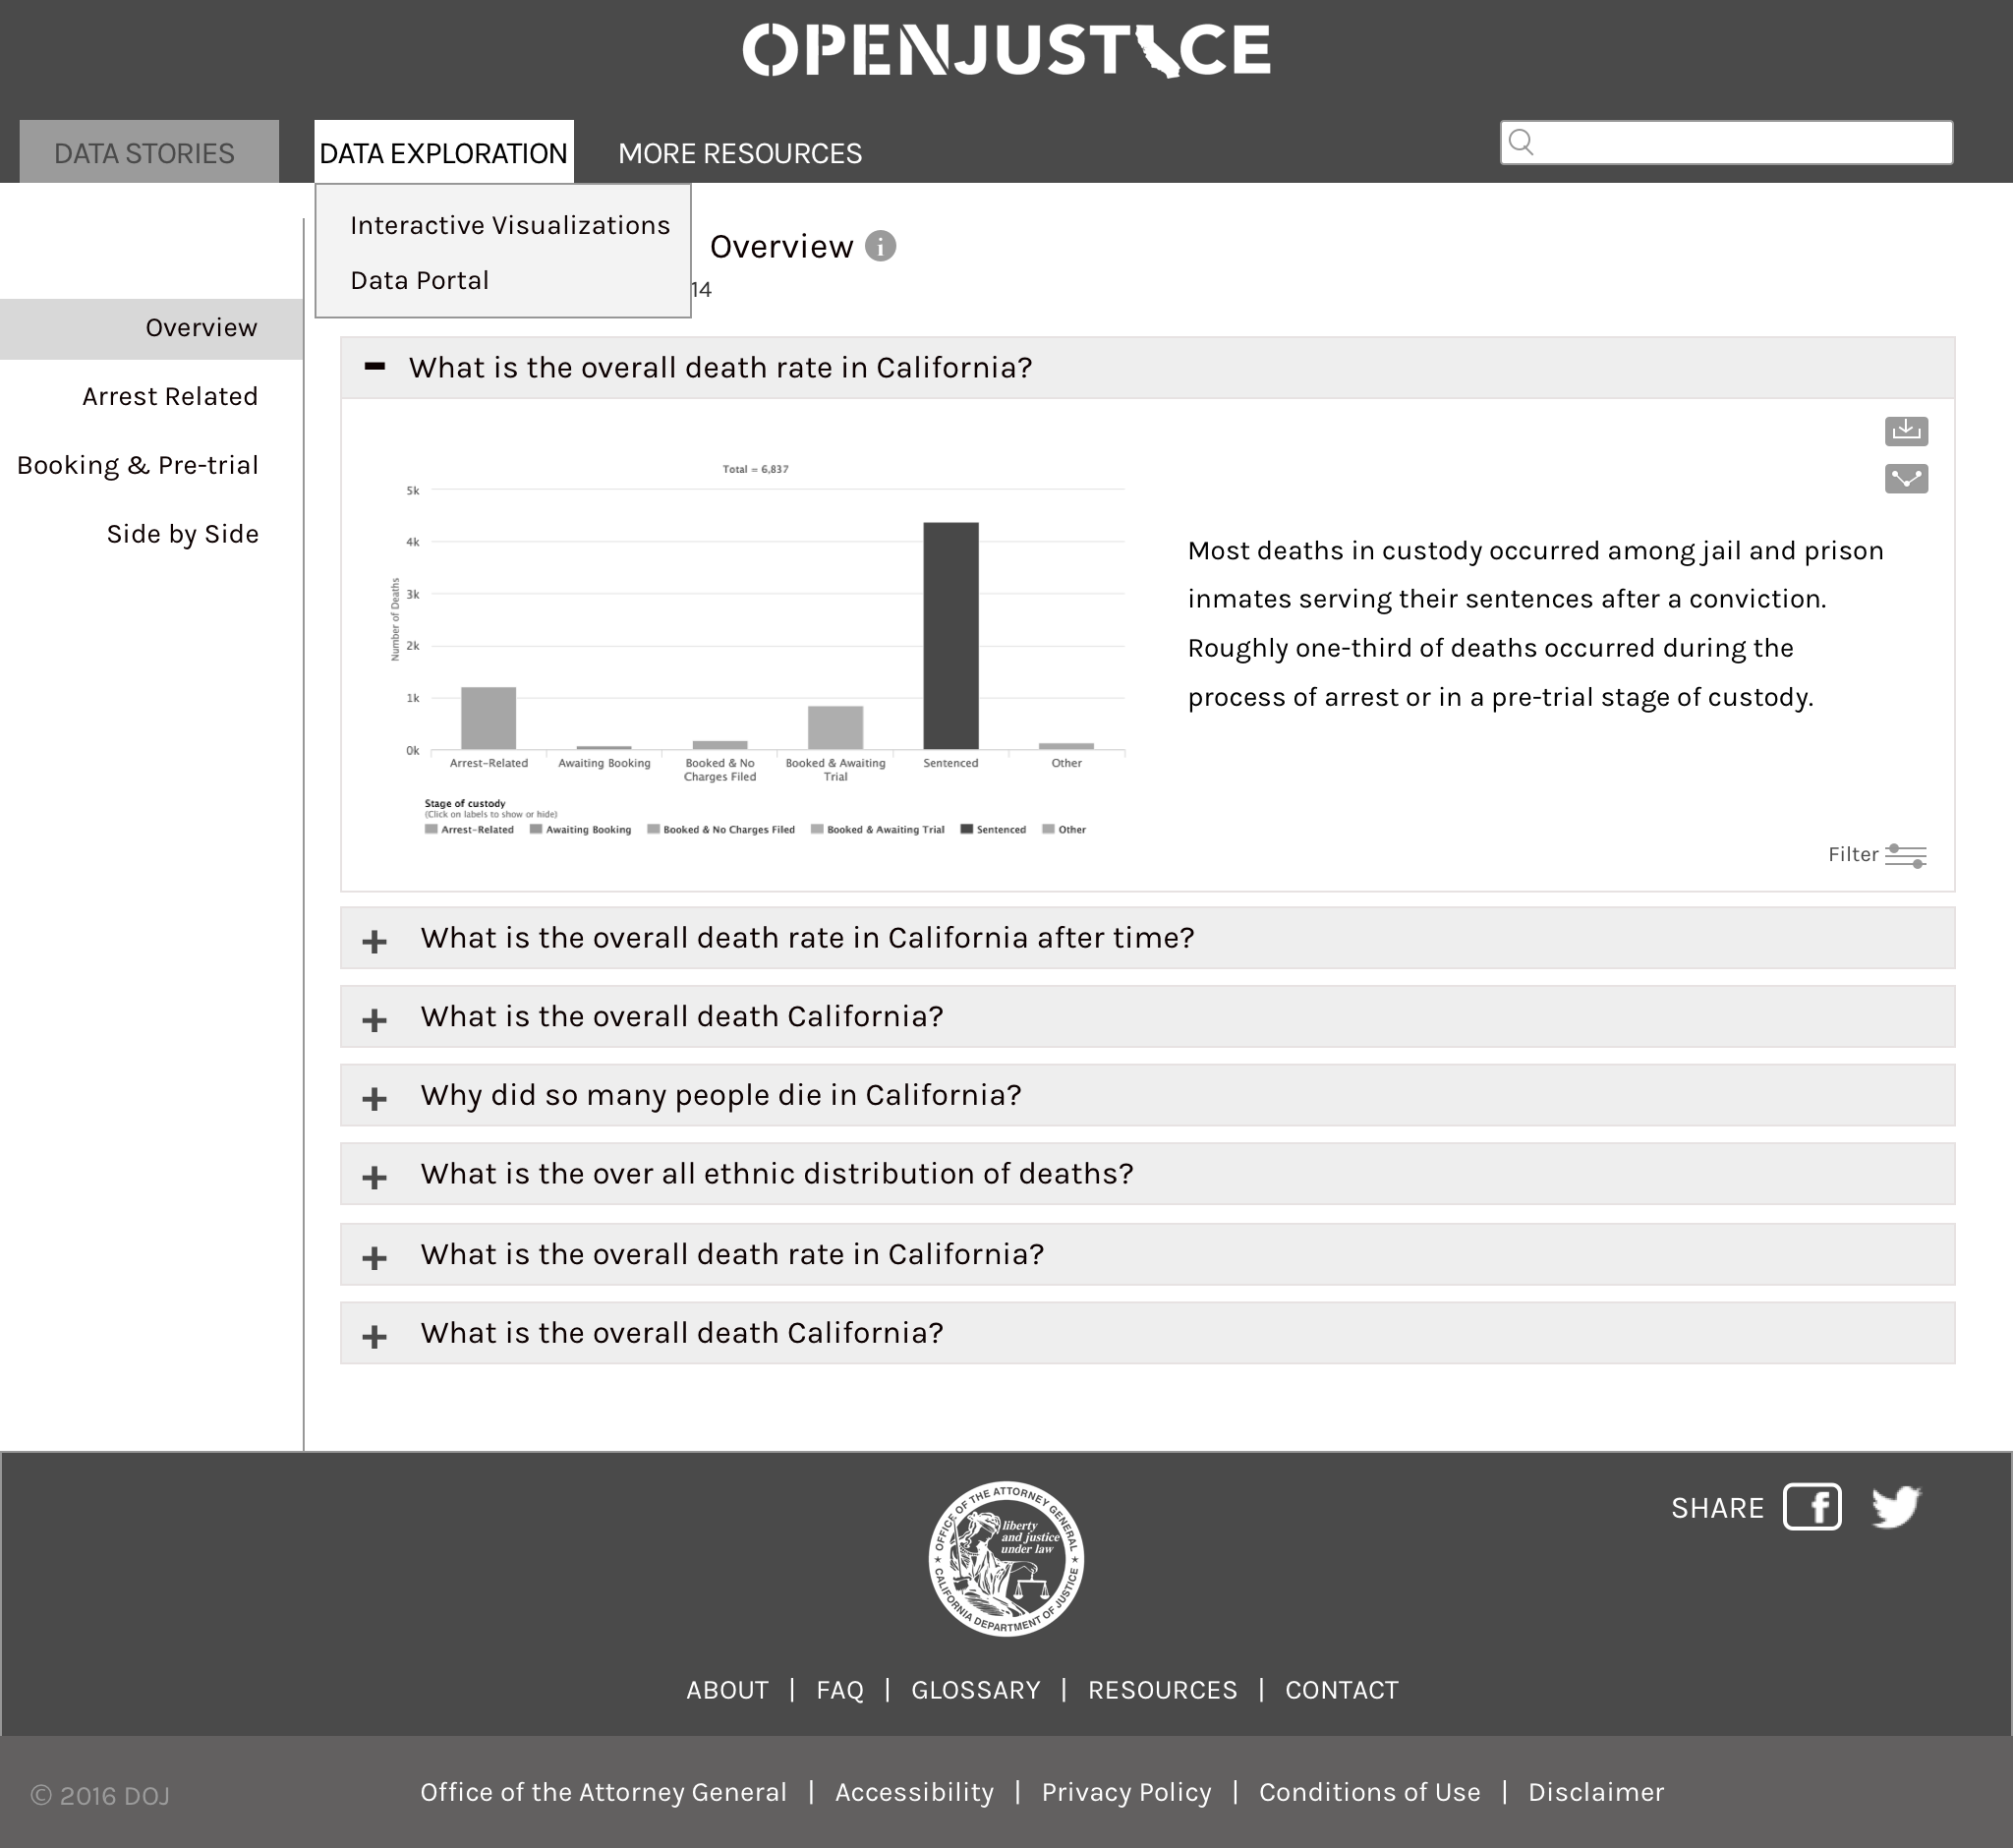 OPENJUSTICE
DATA STORIES
DATA EXPLORATION
MORE RESOURCES
Interactive Visualizations
Data Portal
Overview
14
Overview
Arrest Related
Booking & Pre-trial
Side by Side
What is the overall death rate in California?
Total = 6,837
5k
4k
3k
2k
1k
0k
Number of Deaths
Arrest-Related
Awaiting Booking
Booked & No
Charges Filed
Booked & Awaiting
Trial
Sentenced
Other
Stage of custody
(Click on labels to show or hide)
Arrest-Related Awaiting Booking Booked & No Charges Filed Booked & Awaiting Trial Sentenced Other
Most deaths in custody occurred among jail and prison
inmates serving their sentences after a conviction.
Roughly one-third of deaths occurred during the
process of arrest or in a pre-trial stage of custody.
Filter
What is the overall death rate in California after time?
What is the overall death California?
Why did so many people die in California?
What is the over all ethnic distribution of deaths?
What is the overall death rate in California?
What is the overall death California?
OFFICE OF THE ATTORNEY GENERAL
liberty
and justice
under law
CALIFORNIA DEPARTMENT OF JUSTICE
SHARE
ABOUT | FAQ | GLOSSARY | RESOURCES | CONTACT
© 2016 DOJ
Office of the Attorney General | Accessibility | Privacy Policy | Conditions of Use | Disclaimer